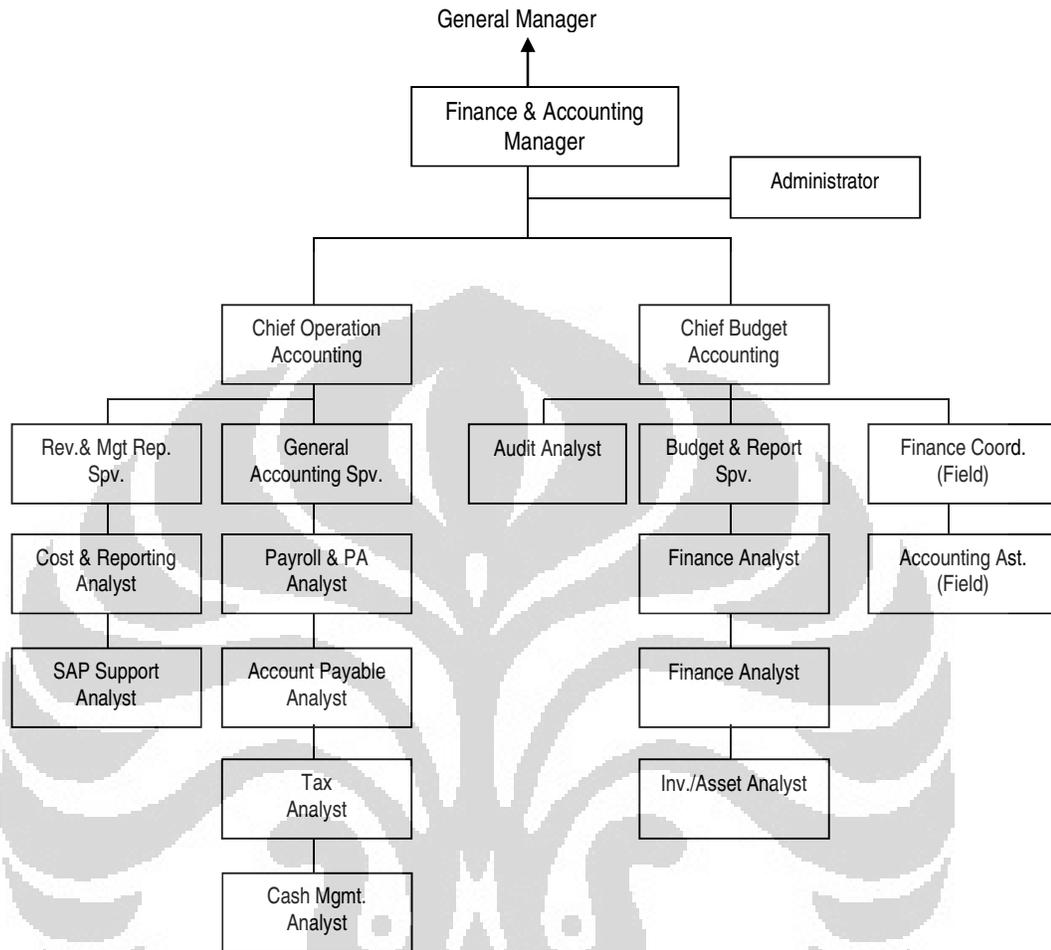 General Manager
Finance & Accounting
Manager
Administrator
Chief Operation
Accounting
Chief Budget
Accounting
Rev.& Mgt Rep.
Spv.
General
Accounting Spv.
Audit Analyst
Budget & Report
Spv.
Finance Coord.
(Field)
Cost & Reporting
Analyst
Payroll & PA
Analyst
Finance Analyst
Accounting Ast.
(Field)
SAP Support
Analyst
Account Payable
Analyst
Finance Analyst
Tax
Analyst
Inv./Asset Analyst
Cash Mgmt.
Analyst